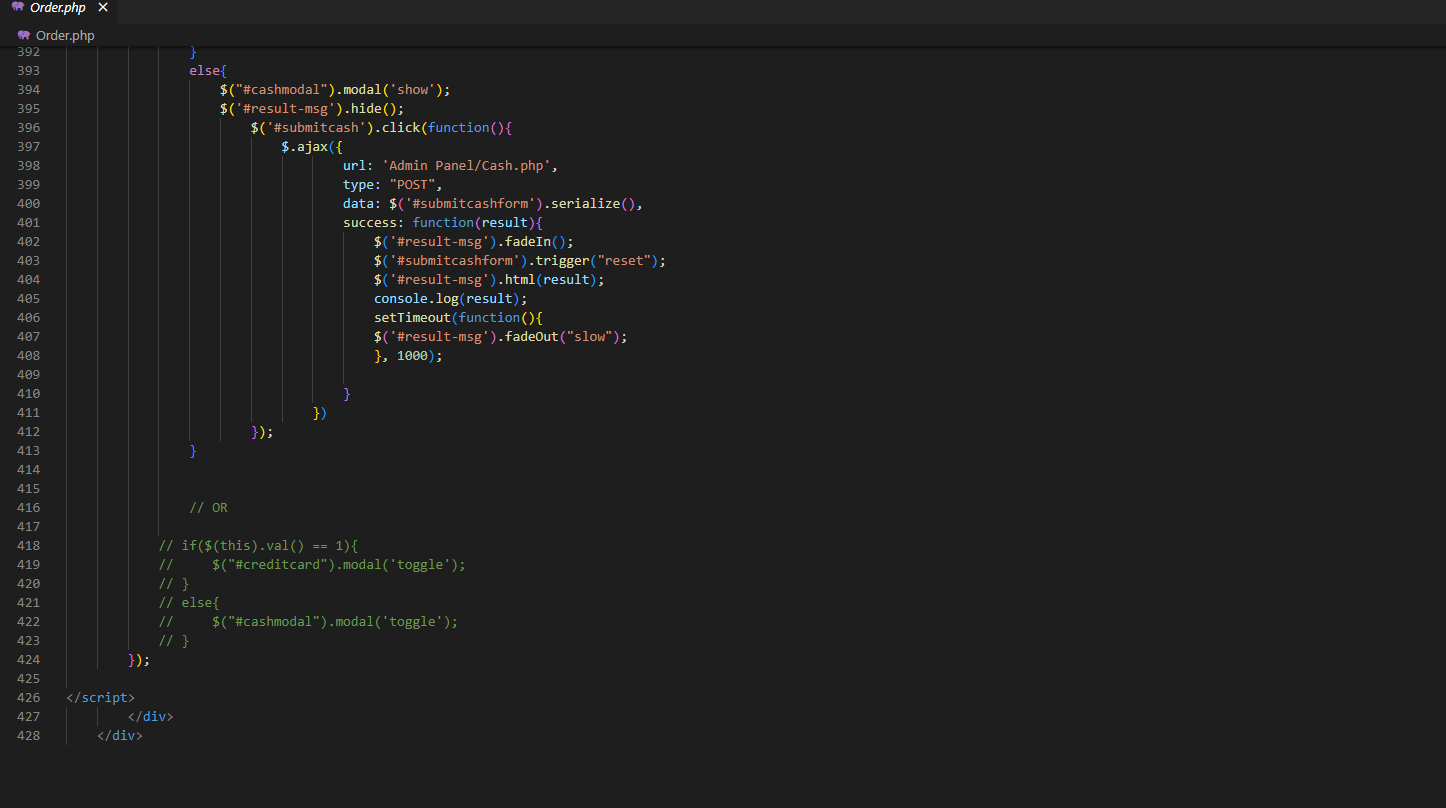 Order.php ×
Order.php
392 }
393 else{
394 $("#cashmodal").modal('show');
395 $('#result-msg').hide();
396 $('#submitcash').click(function(){
397 $.ajax({
398 url: 'Admin Panel/Cash.php',
399 type: "POST",
400 data: $('#submitcashform').serialize(),
401 success: function(result){
402 $('#result-msg').fadeIn();
403 $('#submitcashform').trigger("reset");
404 $('#result-msg').html(result);
405 console.log(result);
406 setTimeout(function(){
407 $('#result-msg').fadeOut("slow");
408 }, 1000);
409
410 }
411 })
412 });
413 }
414
415
416 // OR
417
418 // if($(this).val() == 1){
419 //     $("#creditcard").modal('toggle');
420 // }
421 // else{
422 //     $("#cashmodal").modal('toggle');
423 // }
424 });
425
426 </script>
427 </div>
428 </div>